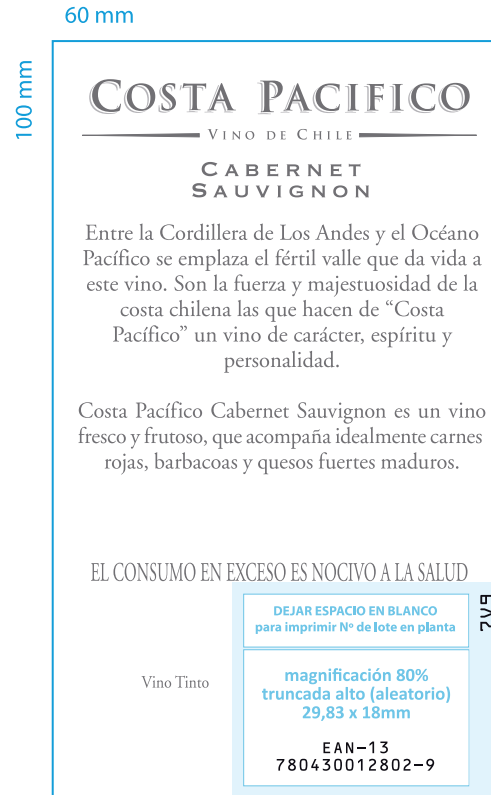 60 mm
100 mm
COSTA PACIFICO
VINO DE CHILE
CABERNET
SAUVIGNON
Entre la Cordillera de Los Andes y el Océano
Pacífico se emplaza el fértil valle que da vida a
este vino. Son la fuerza y majestuosidad de la
costa chilena las que hacen de “Costa
Pacífico” un vino de carácter, espíritu y
personalidad.
Costa Pacífico Cabernet Sauvignon es un vino
fresco y frutoso, que acompaña idealmente carnes
rojas, barbacoas y quesos fuertes maduros.
EL CONSUMO EN EXCESO ES NOCIVO A LA SALUD
DEJAR ESPACIO EN BLANCO
para imprimir Nº de lote en planta
Vino Tinto
magnificación 80%
truncada alto (aleatorio)
29,83 x 18mm
EAN-13
780430012802-9